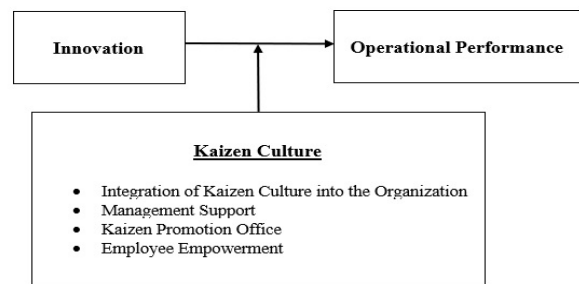 Innovation
Operational Performance
Kaizen Culture
• Integration of Kaizen Culture into the Organization
• Management Support
• Kaizen Promotion Office
• Employee Empowerment